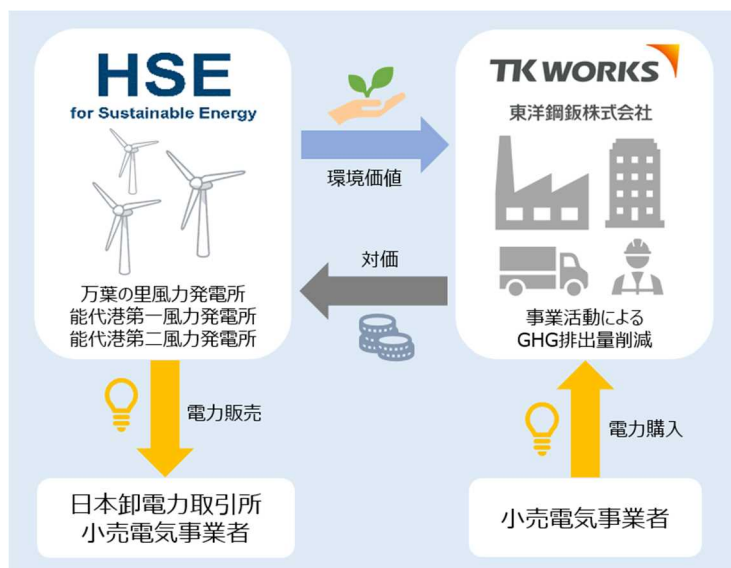 HSE
for Sustainable Energy
万葉の里風力発電所
能代港第一風力発電所
能代港第二風力発電所
環境価値
対価
TK WORKS
東洋鋼鈑株式会社
事業活動による
GHG排出量削減
電力販売
電力購入
日本卸電力取引所
小売電気事業者
小売電気事業者